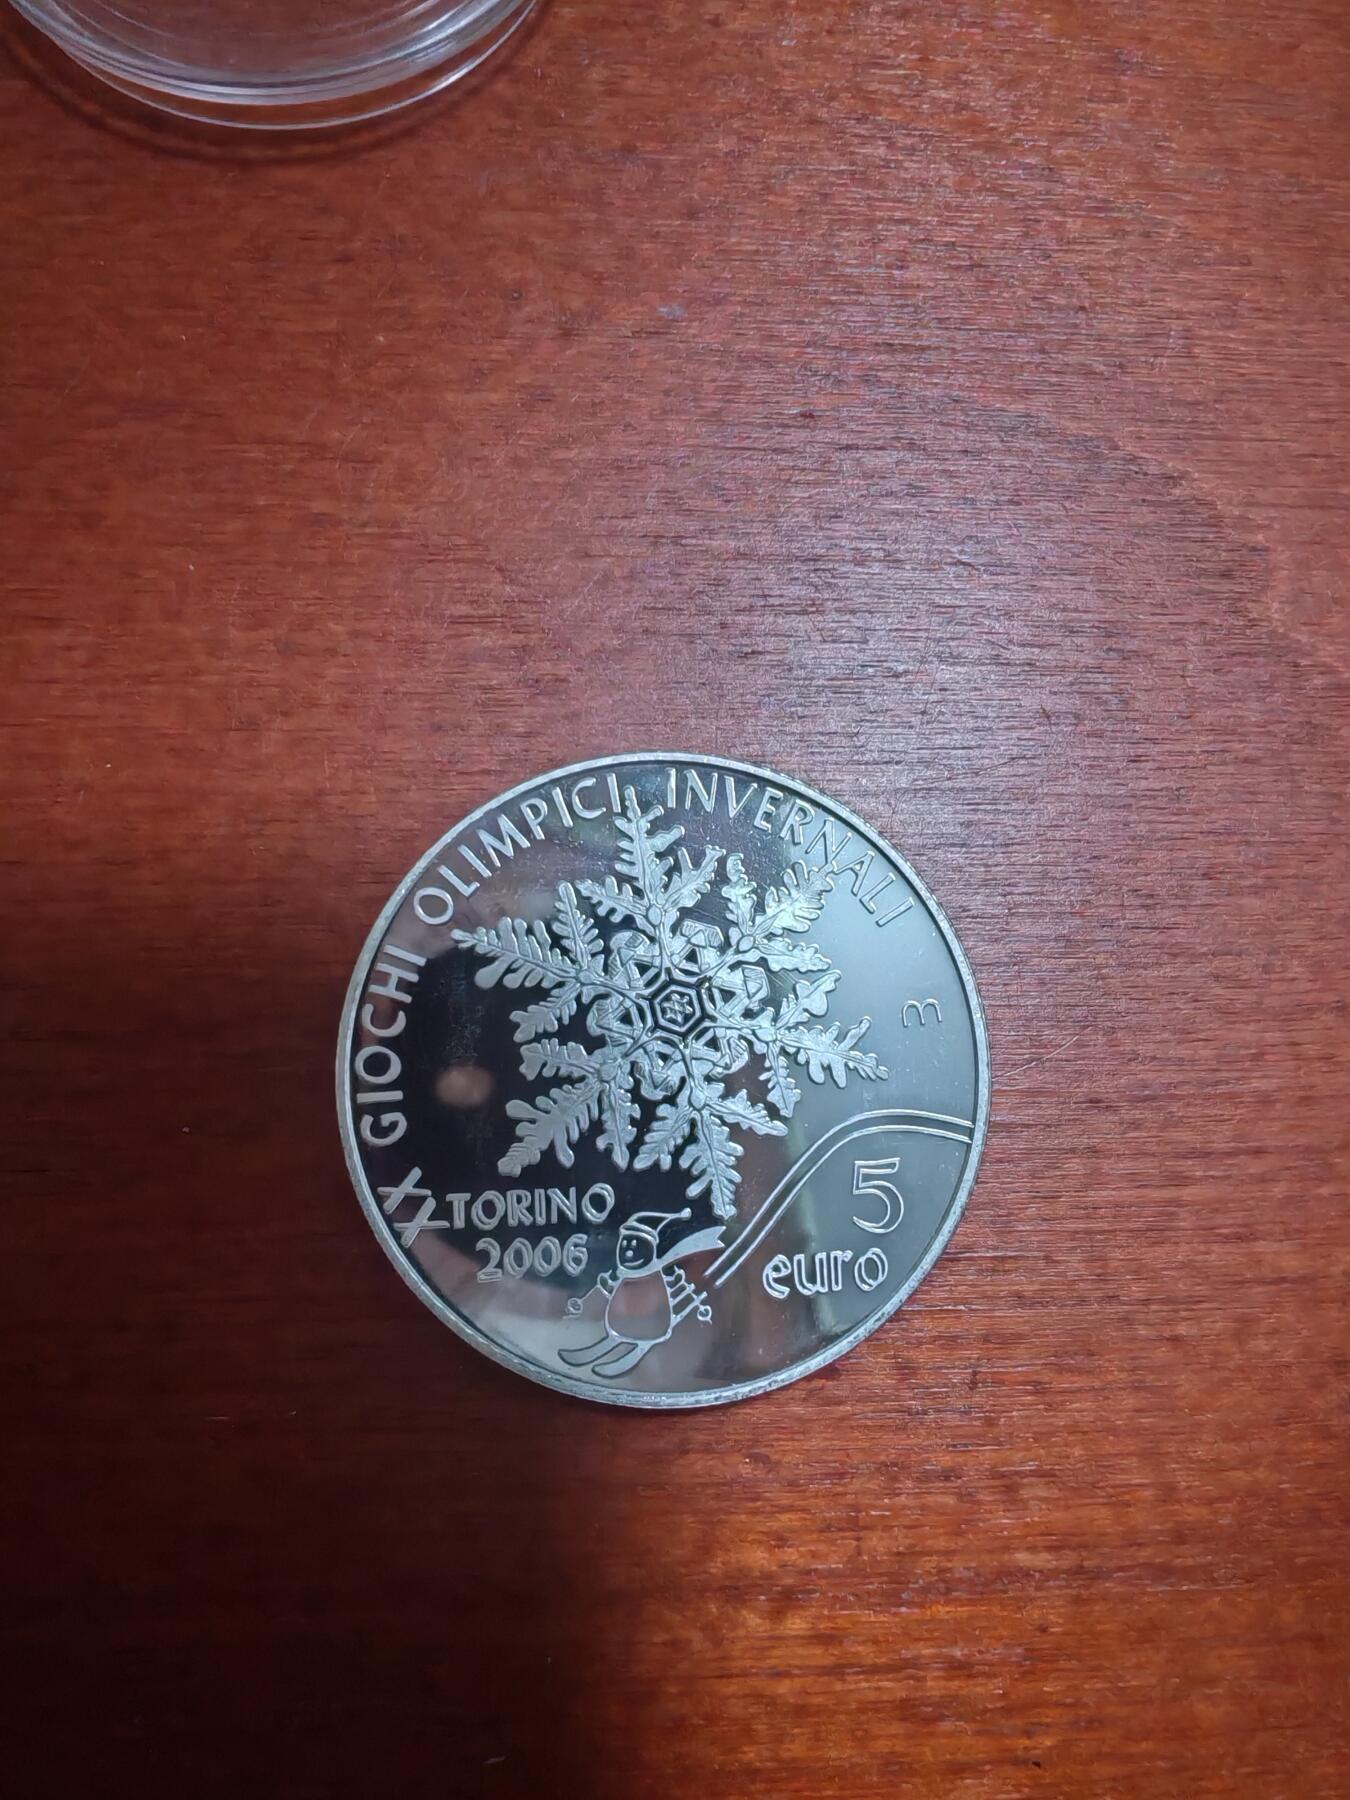 XX GIOCHI OLIMPICI INVERNALI
TORINO
2006
5
euro